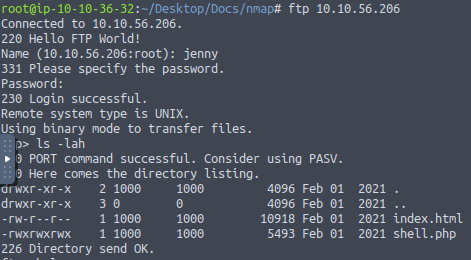 root@ip-10-10-36-32:~/Desktop/Docs/nmap# ftp 10.10.56.206
Connected to 10.10.56.206.
220 Hello FTP World!
Name (10.10.56.206:root): jenny
331 Please specify the password.
Password:
230 Login successful.
Remote system type is UNIX.
Using binary mode to transfer files.
p> ls -lah
0 PORT command successful. Consider using PASV.
0 Here comes the directory listing.
drwxr-xr-x 2 1000 1000 4096 Feb 01 2021 .
drwxr-xr-x 3 0 0 4096 Feb 01 2021 ..
-rw-r--r-- 1 1000 1000 10918 Feb 01 2021 index.html
-rwxrwxrwx 1 1000 1000 5493 Feb 01 2021 shell.php
226 Directory send OK.